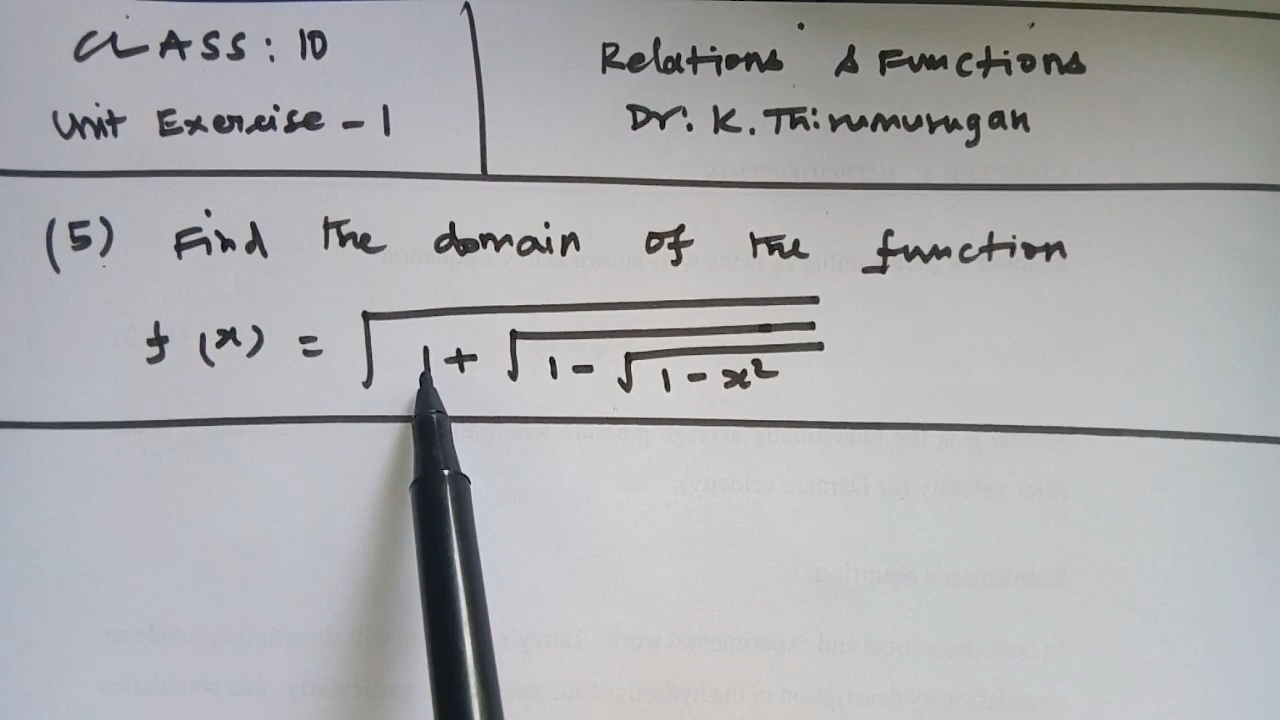 CLASS: 10
Unit Exercise - 1
Relations & Functions
Dr. K. Thirumurugan
(5) Find the domain of the function
f(x) = √(1 + √(1 - √(1 - x²)))